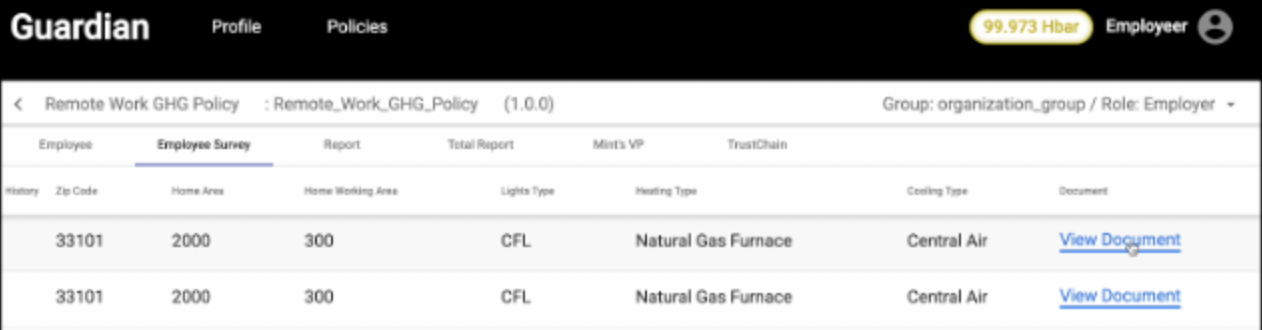 Guardian Profile Policies 99.973 Hbar Employeer
Remote Work GHG Policy : Remote_Work_GHG_Policy (1.0.0) Group: organization_group / Role: Employer
Employee Employee Survey Report Total Report Mint's VP TrustChain
History Zip Code Home Area Home Working Area Lights Type Heating Type Cooling Type Document
33101 2000 300 CFL Natural Gas Furnace Central Air View Document
33101 2000 300 CFL Natural Gas Furnace Central Air View Document